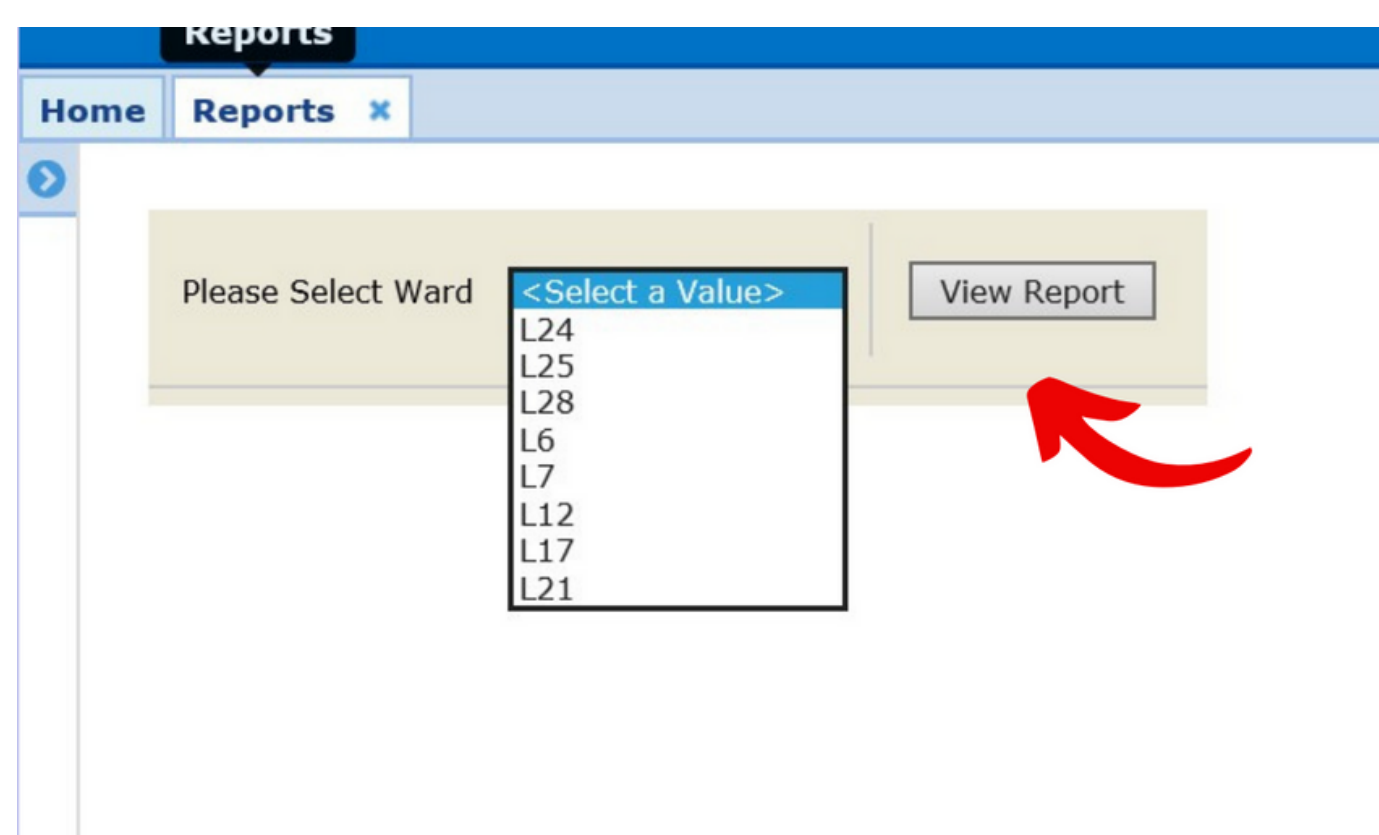 Reports
Home Reports
Please Select Ward <Select a Value> View Report
L24
L25
L28
L6
L7
L12
L17
L21